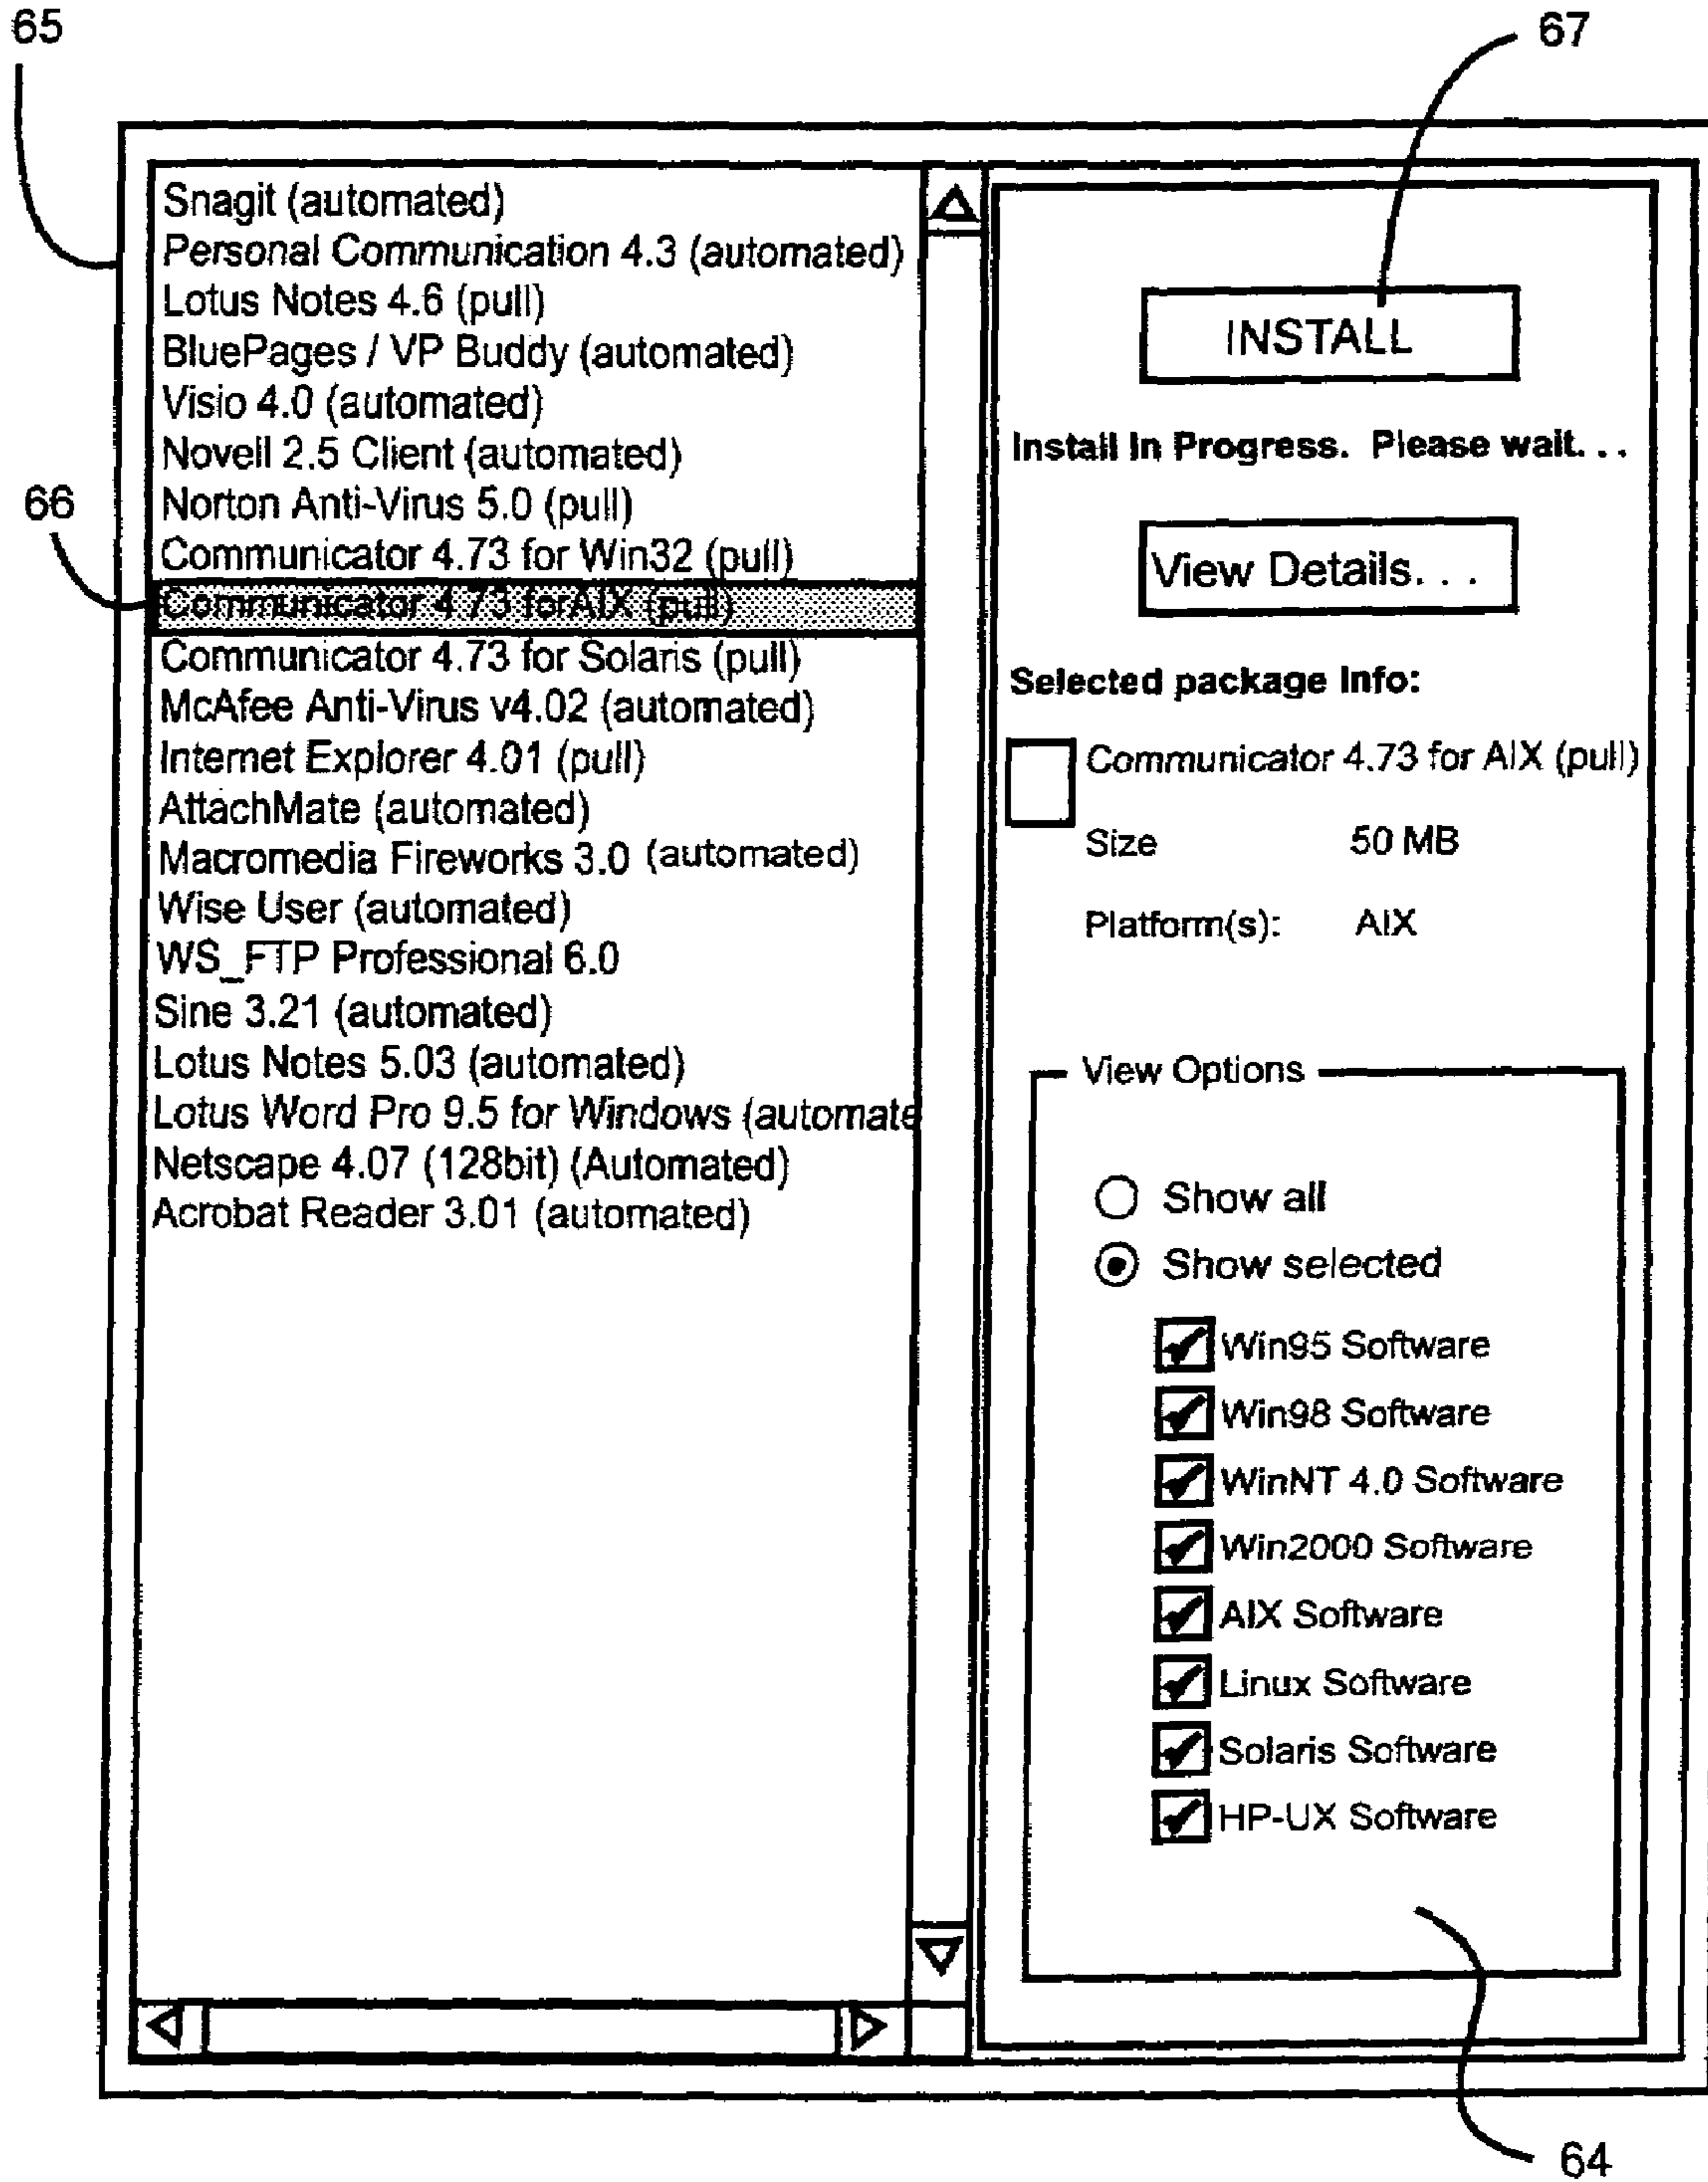 65
67
Snagit (automated)
Personal Communication 4.3 (automated)
Lotus Notes 4.6 (pull)
BluePages / VP Buddy (automated)
Visio 4.0 (automated)
Novell 2.5 Client (automated)
66
Norton Anti-Virus 5.0 (pull)
Communicator 4.73 for Win32 (pull)
Communicator 4.73 forAIX (pull)
Communicator 4.73 for Solaris (pull)
McAfee Anti-Virus v4.02 (automated)
Internet Explorer 4.01 (pull)
AttachMate (automated)
Macromedia Fireworks 3.0 (automated)
Wise User (automated)
WS_FTP Professional 6.0
Sine 3.21 (automated)
Lotus Notes 5.03 (automated)
Lotus Word Pro 9.5 for Windows (automate
Netscape 4.07 (128bit) (Automated)
Acrobat Reader 3.01 (automated)
INSTALL
Install In Progress. Please wait. . .
View Details. . .
Selected package Info:
Communicator 4.73 for AIX (pull)
Size 50 MB
Platform(s): AIX
View Options
Show all
Show selected
Win95 Software
Win98 Software
WinNT 4.0 Software
Win2000 Software
AIX Software
Linux Software
Solaris Software
HP-UX Software
64